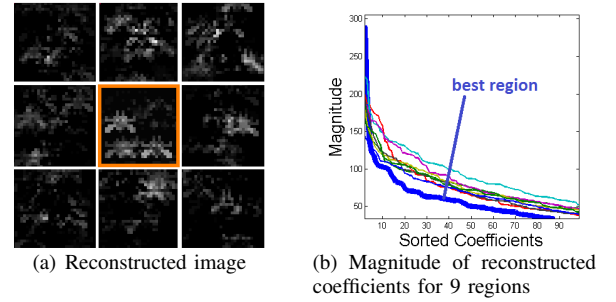 300
250
200
150
100
50
Magnitude
best region
10 20 30 40 50 60 70 80 90
Sorted Coefficients
(a) Reconstructed image
(b) Magnitude of reconstructed
coefficients for 9 regions